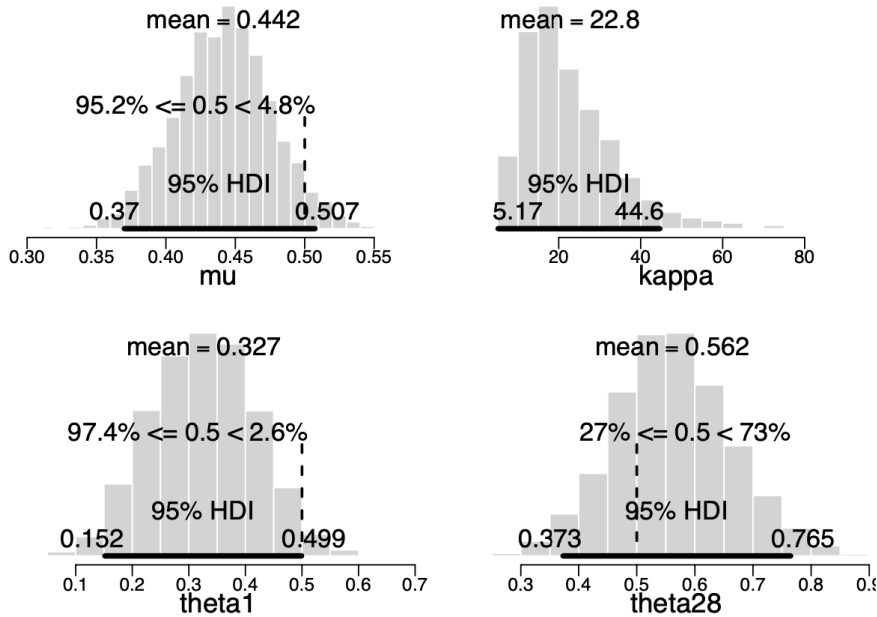 mean = 0.442
95.2% <= 0.5 < 4.8%
95% HDI
0.37 0.507
0.30 0.35 0.40 0.45 0.50 0.55
mu
mean = 22.8
95% HDI
5.17 44.6
20 40 60 80
kappa
mean = 0.327
97.4% <= 0.5 < 2.6%
95% HDI
0.152 0.499
0.1 0.2 0.3 0.4 0.5 0.6 0.7
theta1
mean = 0.562
27% <= 0.5 < 73%
95% HDI
0.373 0.765
0.3 0.4 0.5 0.6 0.7 0.8 0.9
theta28